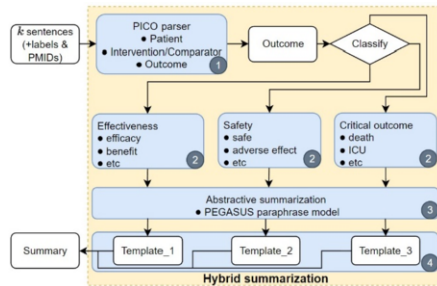 k sentences
(+labels &
PMIDs)
PICO parser
● Patient
● Intervention/Comparator
● Outcome
1
Outcome
Classify
Effectiveness
● efficacy
● benefit
● etc
2
Safety
● safe
● adverse effect
● etc
2
Critical outcome
● death
● ICU
● etc
2
Abstractive summarization
● PEGASUS paraphrase model
3
Summary
Template_1
Template_2
Template_3
4
Hybrid summarization